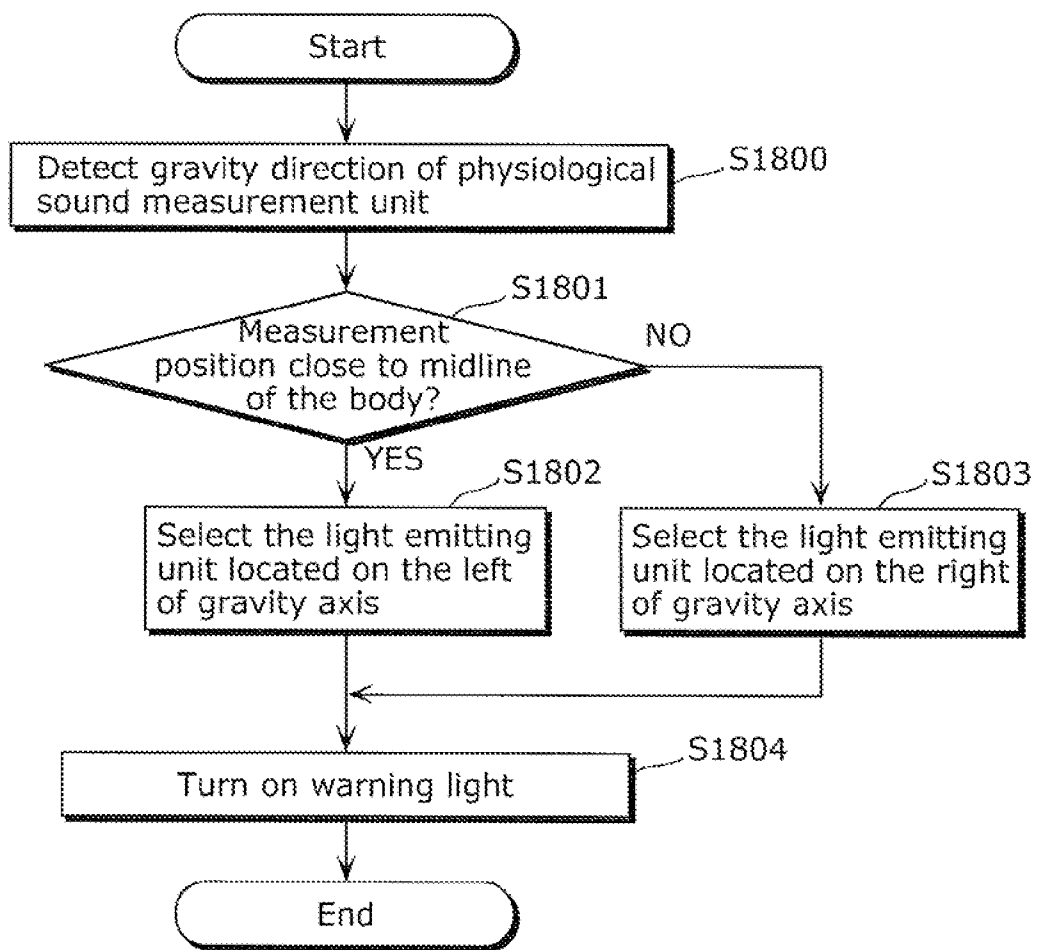 Start
Detect gravity direction of physiological
sound measurement unit
S1800
S1801
Measurement
position close to midline
of the body?
NO
YES
S1802
Select the light emitting
unit located on the left
of gravity axis
S1803
Select the light emitting
unit located on the right
of gravity axis
S1804
Turn on warning light
End